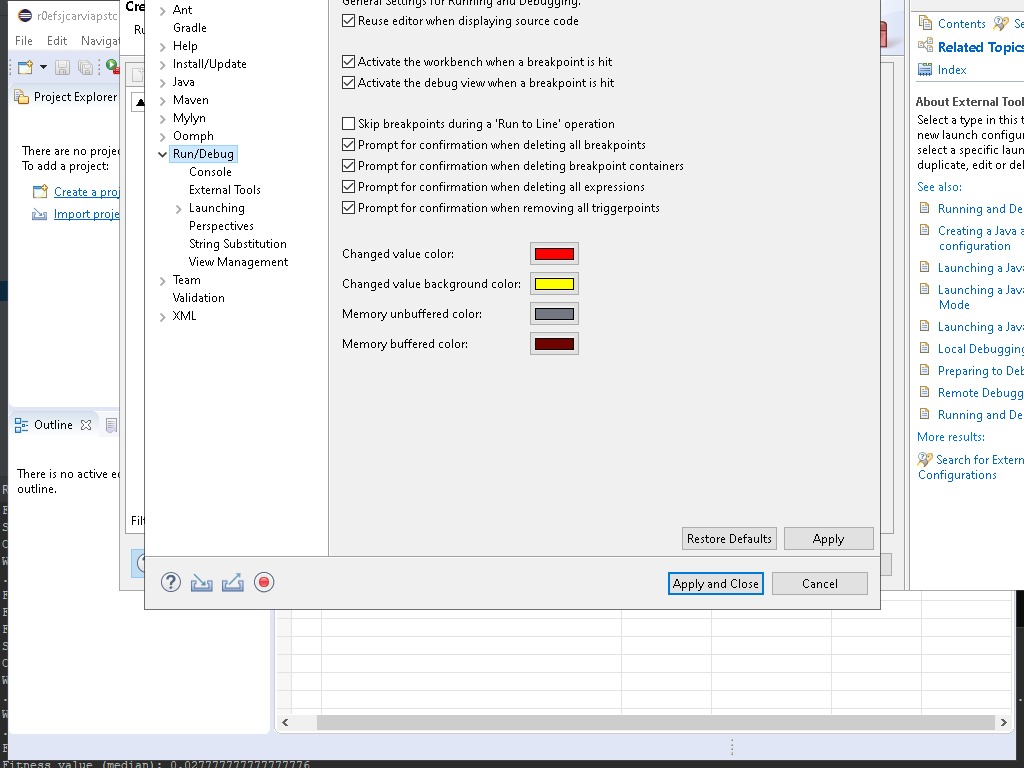 r0efsjcarviapstc
File Edit Naviga
Project Explorer
There are no proje
To add a project:
Create a proj
Import proje
Outline
There is no active e
outline.
Cre
Ru
Filt
Ant
Gradle
Help
Install/Update
Java
Maven
Mylyn
Oomph
Run/Debug
Console
External Tools
Launching
Perspectives
String Substitution
View Management
Team
Validation
XML
General Settings for Running and Debugging.
Reuse editor when displaying source code
Activate the workbench when a breakpoint is hit
Activate the debug view when a breakpoint is hit
Skip breakpoints during a 'Run to Line' operation
Prompt for confirmation when deleting all breakpoints
Prompt for confirmation when deleting breakpoint containers
Prompt for confirmation when deleting all expressions
Prompt for confirmation when removing all triggerpoints
Changed value color:
Changed value background color:
Memory unbuffered color:
Memory buffered color:
Restore Defaults Apply
Apply and Close Cancel
Contents Se
Related Topics
Index
About External Tool
Select a type in this t
new launch configur
select a specific laun
duplicate, edit or del
See also:
Running and De
Creating a Java a
configuration
Launching a Java
Launching a Java
Mode
Launching a Java
Local Debugging
Preparing to Deb
Remote Debugg
Running and De
More results:
Search for Extern
Configurations
Fitness value (median): 0.027777777777777776